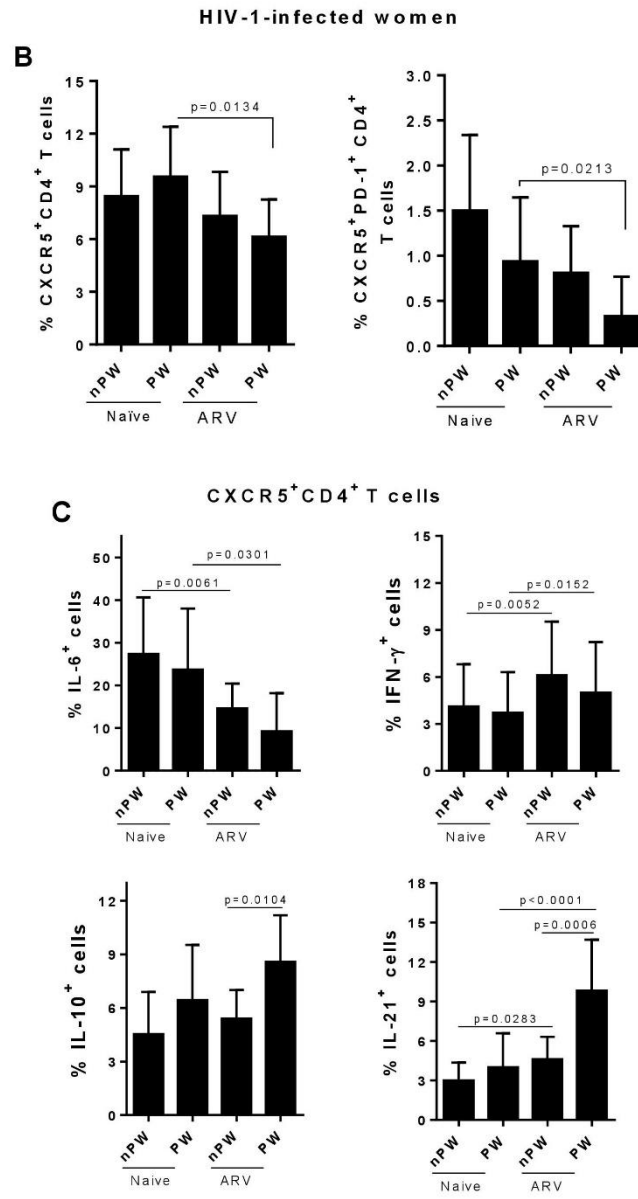 HIV-1-infected women
B
% CXCR5+CD4+ T cells
15
12
9
6
3
0
p=0.0134
nPW PW nPW PW
Naïve ARV
% CXCR5+PD-1+ CD4+
T cells
3.0
2.5
2.0
1.5
1.0
0.5
0.0
p=0.0213
nPW PW nPW PW
Naive ARV
C
CXCR5+CD4+ T cells
% IL-6+ cells
50
40
30
20
10
0
p=0.0301
p=0.0061
nPW PW nPW PW
Naive ARV
% IFN-γ+ cells
15
12
9
6
3
0
p=0.0152
p=0.0052
nPW PW nPW PW
Naive ARV
% IL-10+ cells
12
9
6
3
0
p=0.0104
nPW PW nPW PW
Naive ARV
% IL-21+ cells
18
15
12
9
6
3
0
p<0.0001
p=0.0006
p=0.0283
nPW PW nPW PW
Naive ARV